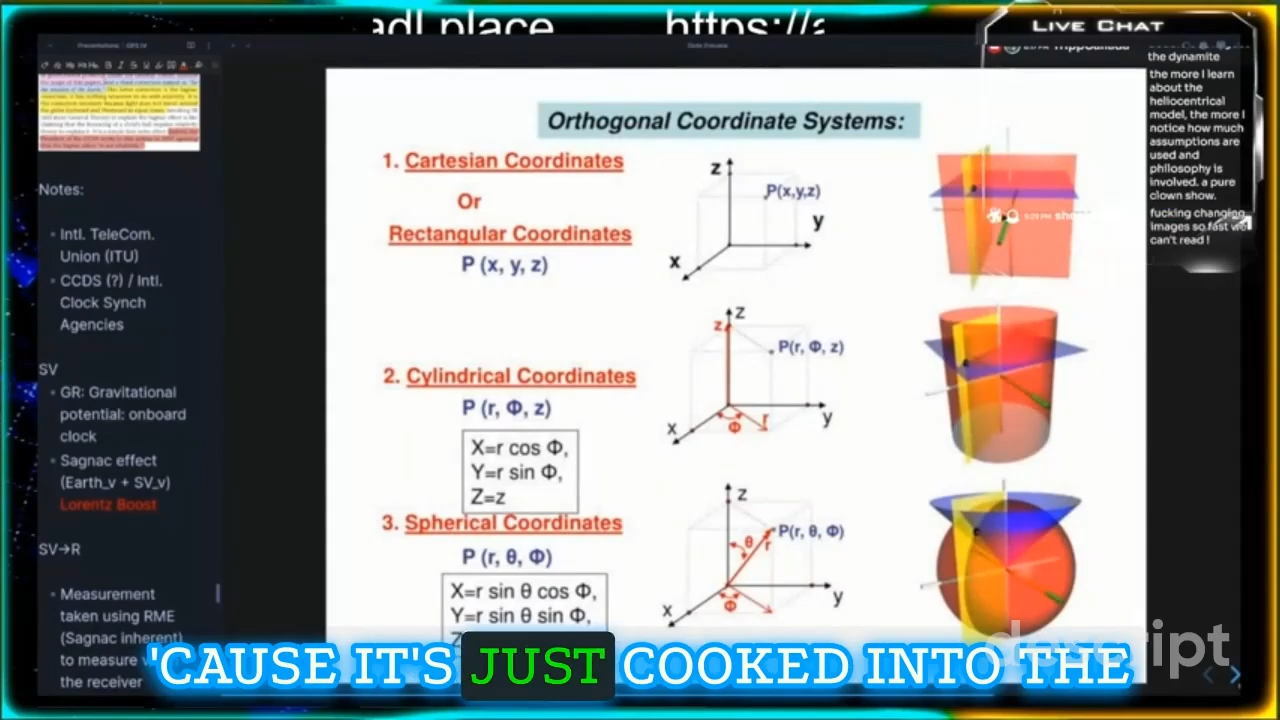 adl place https://a
LIVE CHAT
the dynamite
the more I learn
about the
heliocentrical
model, the more I
notice how much
assumptions are
used and
philosophy is
involved. a pure
clown show.
fucking changing
images so fast we
can't read !
Notes:
Intl. TeleCom.
Union (ITU)
CCDS (?) / Intl.
Clock Synch
Agencies
SV
GR: Gravitational
potential: onboard
clock
Sagnac effect
(Earth_v + SV_v)
Lorentz Boost
SV→R
Measurement
taken using RME
(Sagnac inherent)
to measure
the receiver
Orthogonal Coordinate Systems:
1. Cartesian Coordinates
Or
Rectangular Coordinates
P (x, y, z)
z
P(x,y,z)
y
x
2. Cylindrical Coordinates
P (r, Φ, z)
X=r cos Φ,
Y=r sin Φ,
Z=z
z
z
P(r, Φ, z)
x
Φ
r
y
3. Spherical Coordinates
P (r, θ, Φ)
X=r sin θ cos Φ,
Y=r sin θ sin Φ,
z
P(r, θ, Φ)
θ
r
x
Φ
y
'CAUSE IT'S JUST COOKED INTO THE
descript